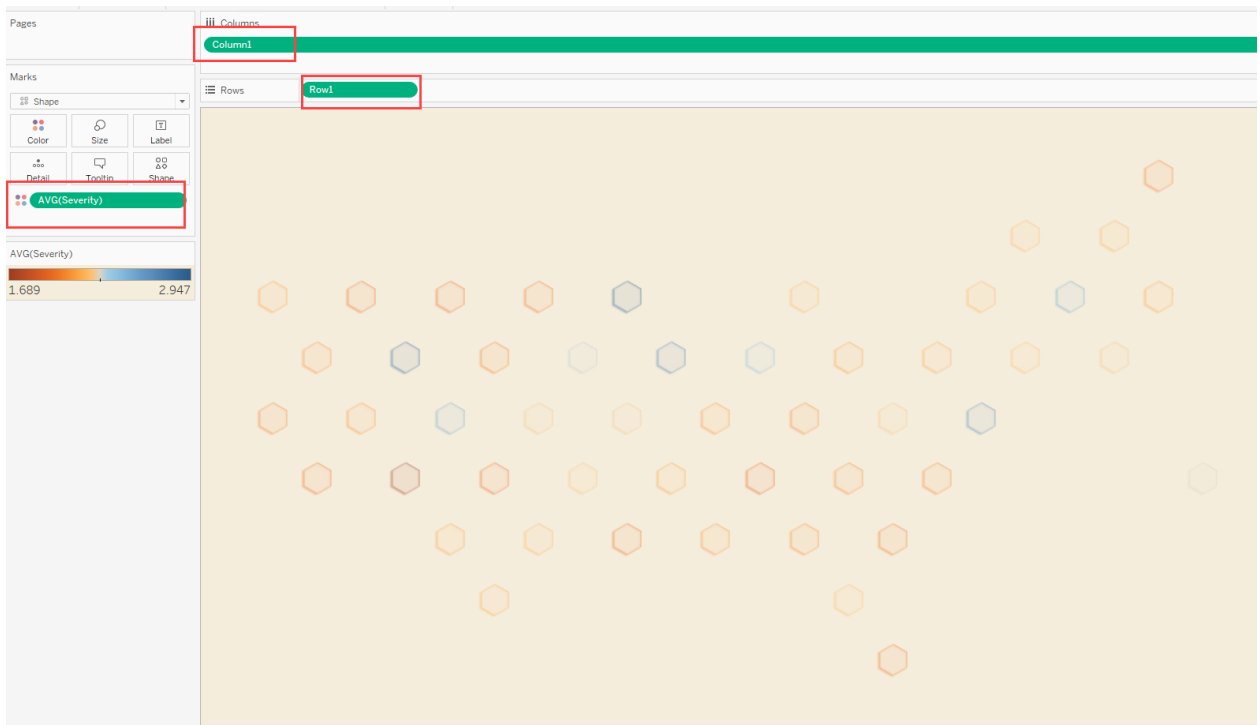 Pages
Columns
Column1
Marks
Shape
Rows
Row1
Color
Size
Label
Detail
Tooltip
Shape
AVG(Severity)
AVG(Severity)
1.689
2.947